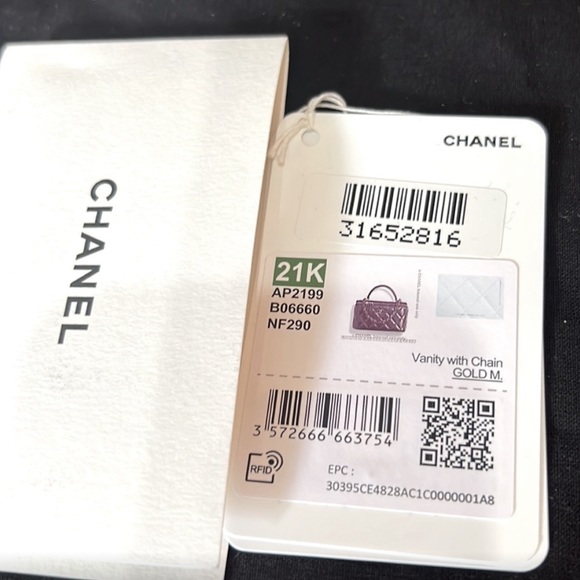 CHANEL
CHANEL
31652816
21K
AP2199
B06660
NF290
Vanity with Chain
GOLD M.
3 572666 663754
RFID
EPC :
30395CE4828AC1C0000001A8